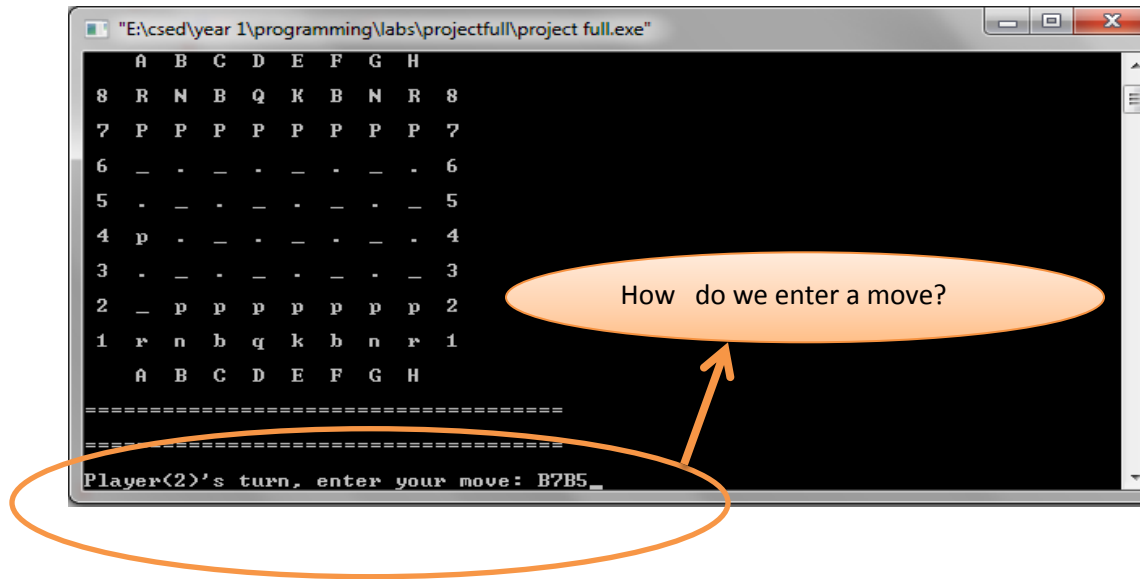 "E:\csed\year 1\programming\labs\projectfull\project full.exe"
A B C D E F G H
8 R N B Q K B N R 8
7 P P P P P P P P 7
6 _ . _ . _ . _ . 6
5 . _ . _ . _ . _ 5
4 p . _ . _ . _ . 4
3 . _ . _ . _ . _ 3
2 _ p p p p p p p 2
1 r n b q k b n r 1
A B C D E F G H
=====================================
=====================================
Player(2)'s turn, enter your move: B7B5_
How do we enter a move?